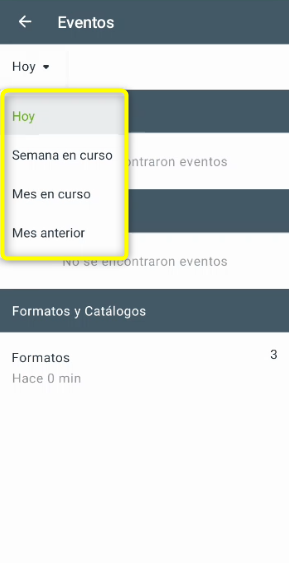 Eventos
Hoy
Hoy
Semana en curso
ntraron eventos
Mes en curso
Mes anterior
No se encontraron eventos
Formatos y Catálogos
Formatos 3
Hace 0 min